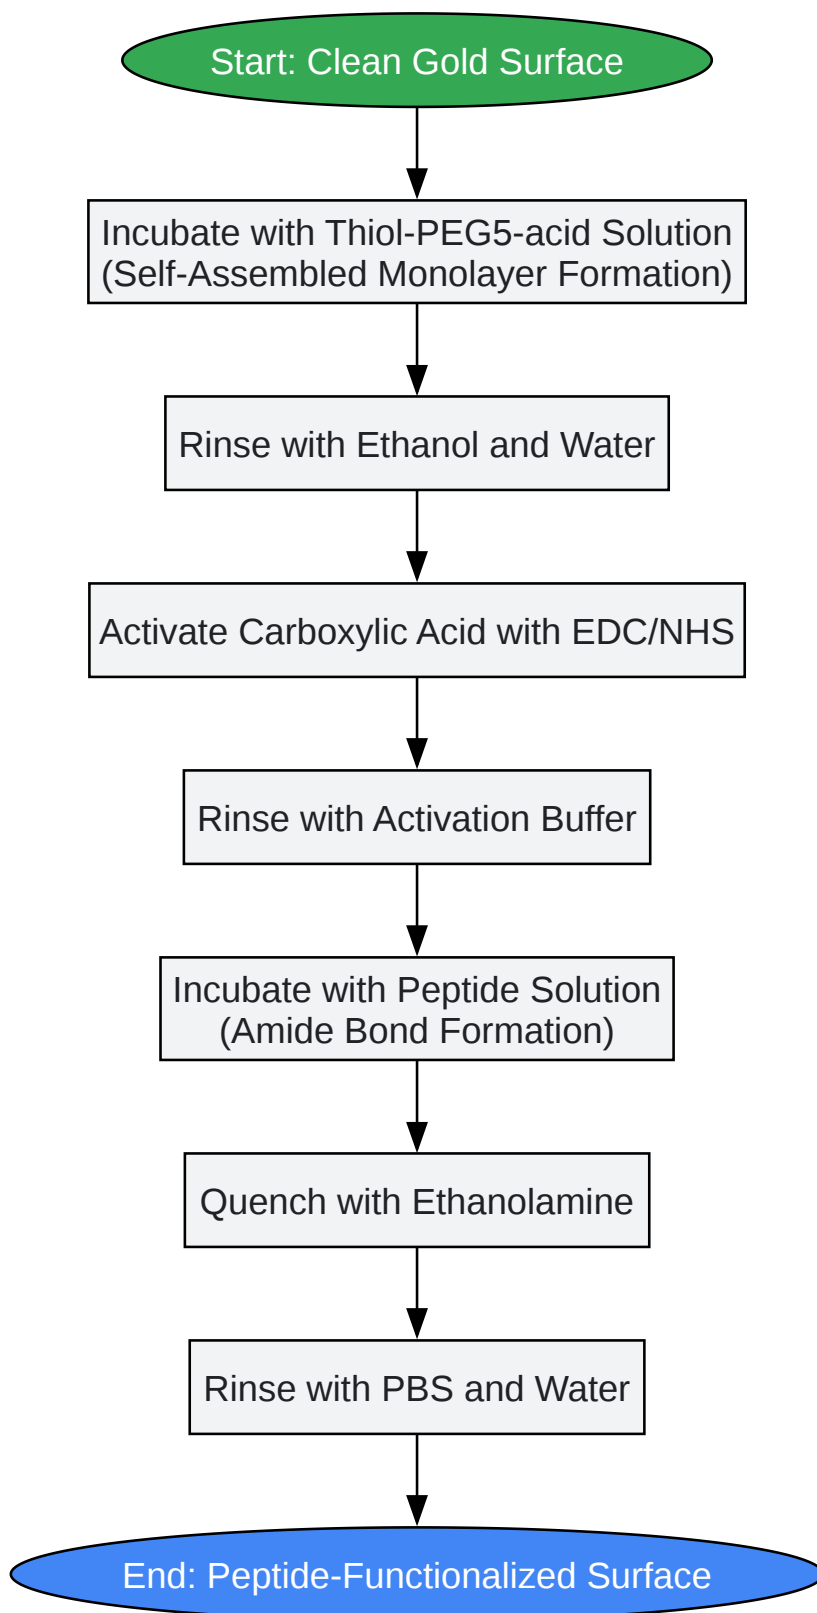 Start: Clean Gold Surface
Incubate with Thiol-PEG5-acid Solution
(Self-Assembled Monolayer Formation)
Rinse with Ethanol and Water
Activate Carboxylic Acid with EDC/NHS
Rinse with Activation Buffer
Incubate with Peptide Solution
(Amide Bond Formation)
Quench with Ethanolamine
Rinse with PBS and Water
End: Peptide-Functionalized Surface